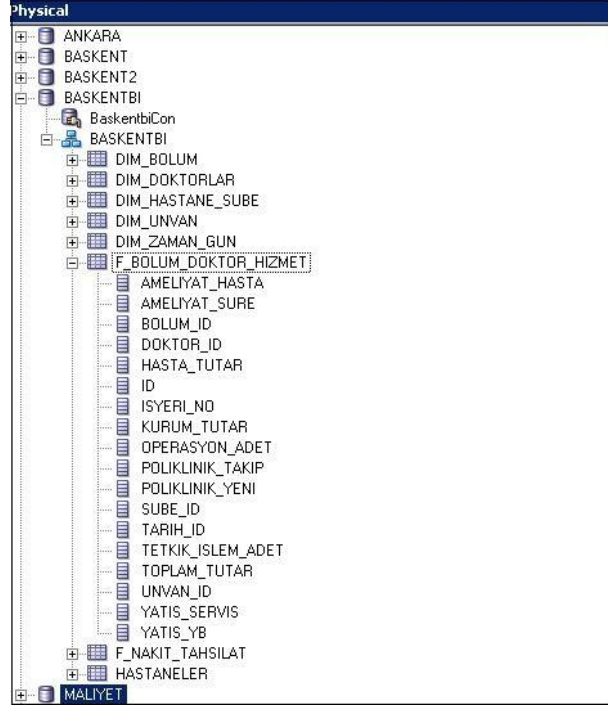 Physical
ANKARA
BASKENT
BASKENT2
BASKENTBI
BaskentbiCon
BASKENTBI
DIM_BOLUM
DIM_DOKTORLAR
DIM_HASTANE_SUBE
DIM_UNVAN
DIM_ZAMAN_GUN
F_BOLUM_DOKTOR_HIZMET
AMELIYAT_HASTA
AMELIYAT_SURE
BOLUM_ID
DOKTOR_ID
HASTA_TUTAR
ID
ISYERI_NO
KURUM_TUTAR
OPERASYON_ADET
POLIKLINIK_TAKIP
POLIKLINIK_YENI
SUBE_ID
TARIH_ID
TETKIK_ISLEM_ADET
TOPLAM_TUTAR
UNVAN_ID
YATIS_SERVIS
YATIS_YB
F_NAKIT_TAHSILAT
HASTANELER
MALIYET